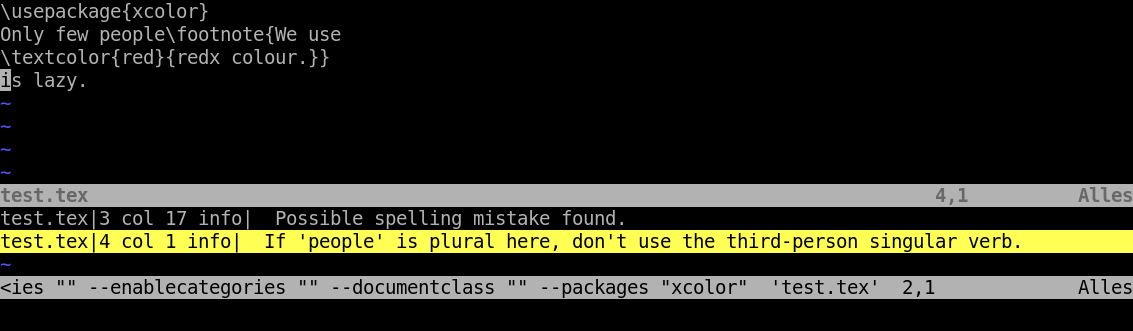 \usepackage{xcolor}
Only few people\footnote{We use
\textcolor{red}{redx colour.}}
is lazy.
~
~
~
~
test.tex 4,1 Alles
test.tex|3 col 17 info|  Possible spelling mistake found.
test.tex|4 col 1 info|  If 'people' is plural here, don't use the third-person singular verb.
~
<ies "" --enablecategories "" --documentclass "" --packages "xcolor"  'test.tex'  2,1 Alles